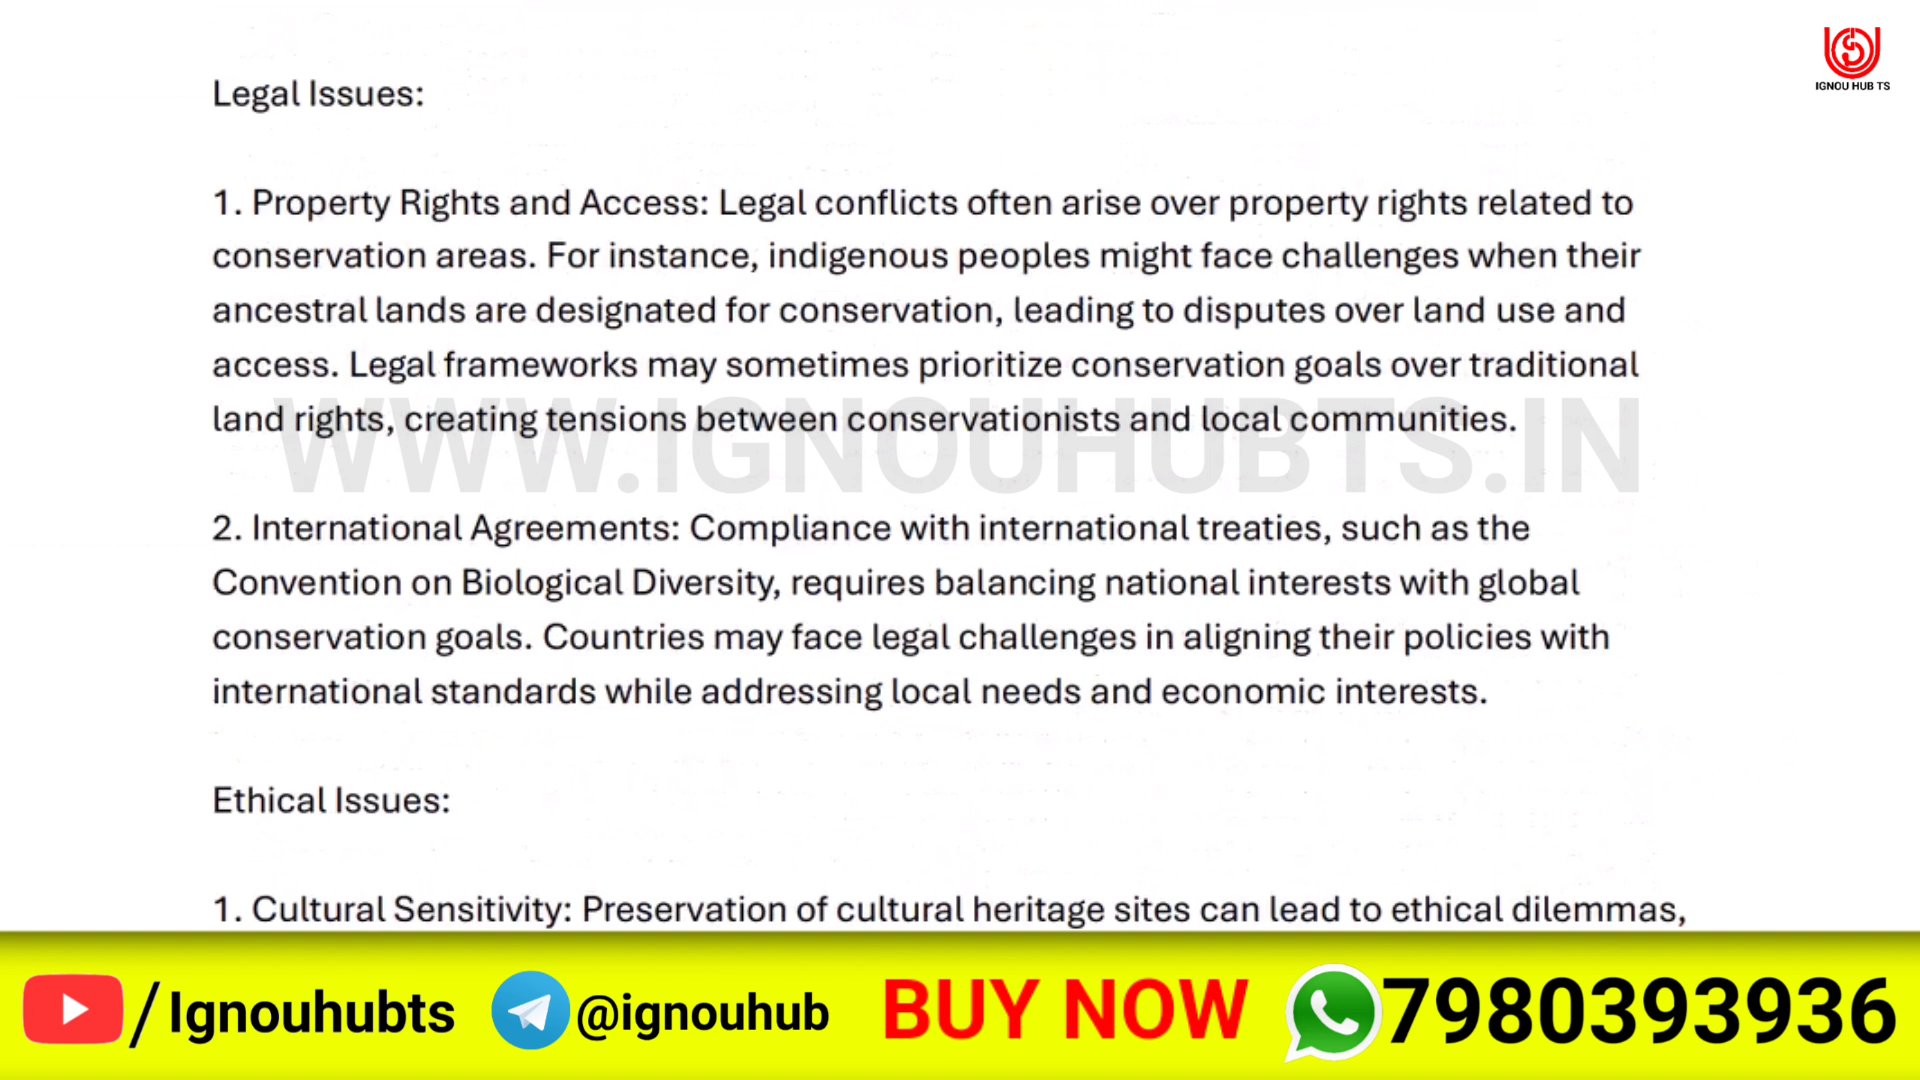 IGNOU HUB TS
Legal Issues:
1. Property Rights and Access: Legal conflicts often arise over property rights related to
conservation areas. For instance, indigenous peoples might face challenges when their
ancestral lands are designated for conservation, leading to disputes over land use and
access. Legal frameworks may sometimes prioritize conservation goals over traditional
land rights, creating tensions between conservationists and local communities.
WWW.IGNOUHUBTS.IN
2. International Agreements: Compliance with international treaties, such as the
Convention on Biological Diversity, requires balancing national interests with global
conservation goals. Countries may face legal challenges in aligning their policies with
international standards while addressing local needs and economic interests.
Ethical Issues:
1. Cultural Sensitivity: Preservation of cultural heritage sites can lead to ethical dilemmas,
/Ignouhubts @ignouhub BUY NOW 7980393936